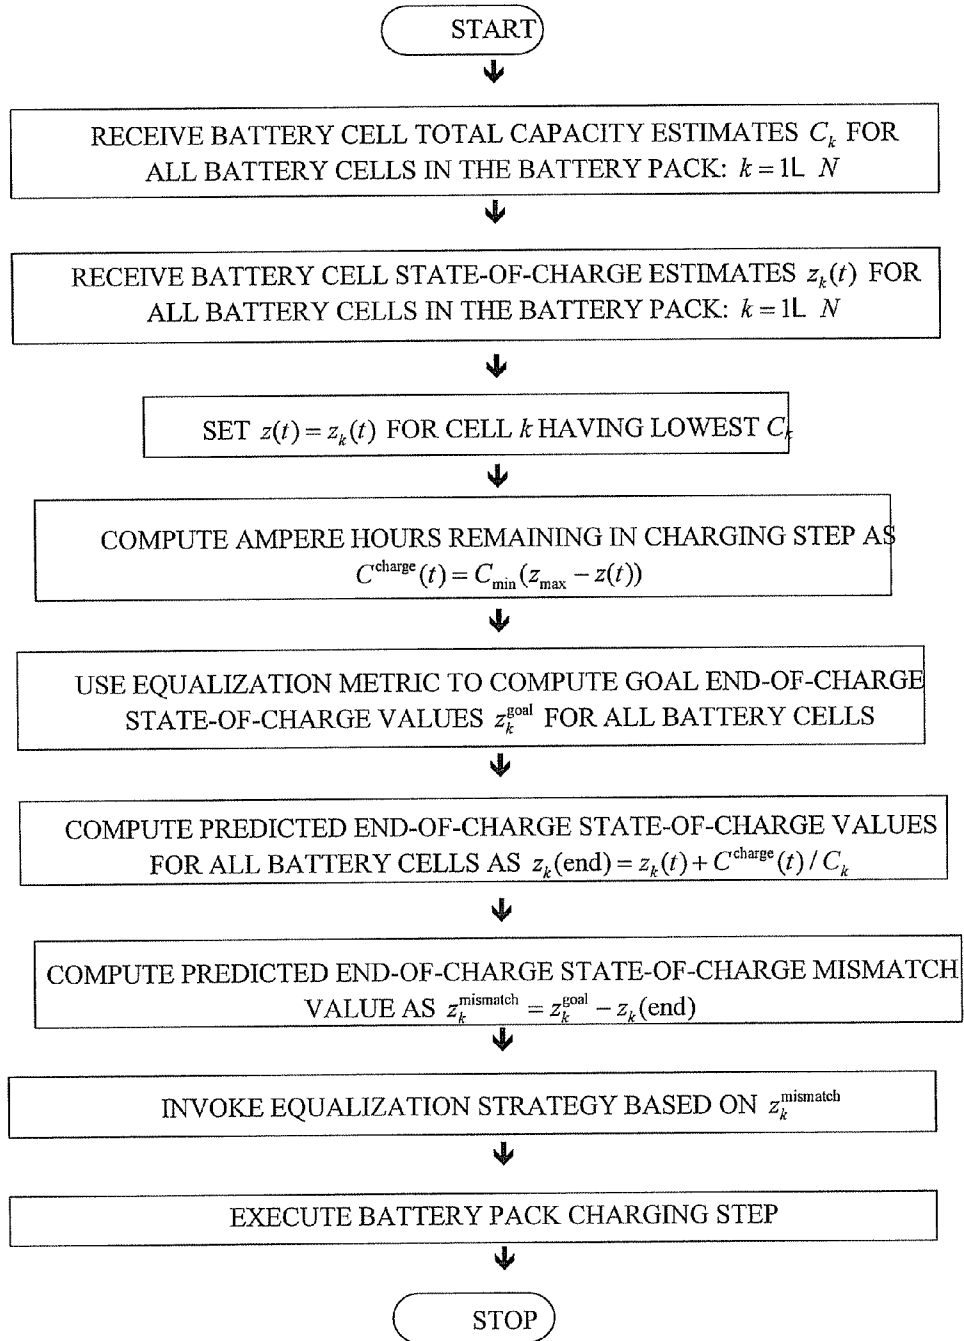 START
RECEIVE BATTERY CELL TOTAL CAPACITY ESTIMATES C_k FOR
ALL BATTERY CELLS IN THE BATTERY PACK: k = 1L N
RECEIVE BATTERY CELL STATE-OF-CHARGE ESTIMATES z_k(t) FOR
ALL BATTERY CELLS IN THE BATTERY PACK: k = 1L N
SET z(t) = z_k(t) FOR CELL k HAVING LOWEST C_k
COMPUTE AMPERE HOURS REMAINING IN CHARGING STEP AS
C^charge(t) = C_min(z_max − z(t))
USE EQUALIZATION METRIC TO COMPUTE GOAL END-OF-CHARGE
STATE-OF-CHARGE VALUES z_k^goal FOR ALL BATTERY CELLS
COMPUTE PREDICTED END-OF-CHARGE STATE-OF-CHARGE VALUES
FOR ALL BATTERY CELLS AS z_k(end) = z_k(t) + C^charge(t) / C_k
COMPUTE PREDICTED END-OF-CHARGE STATE-OF-CHARGE MISMATCH
VALUE AS z_k^mismatch = z_k^goal − z_k(end)
INVOKE EQUALIZATION STRATEGY BASED ON z_k^mismatch
EXECUTE BATTERY PACK CHARGING STEP
STOP